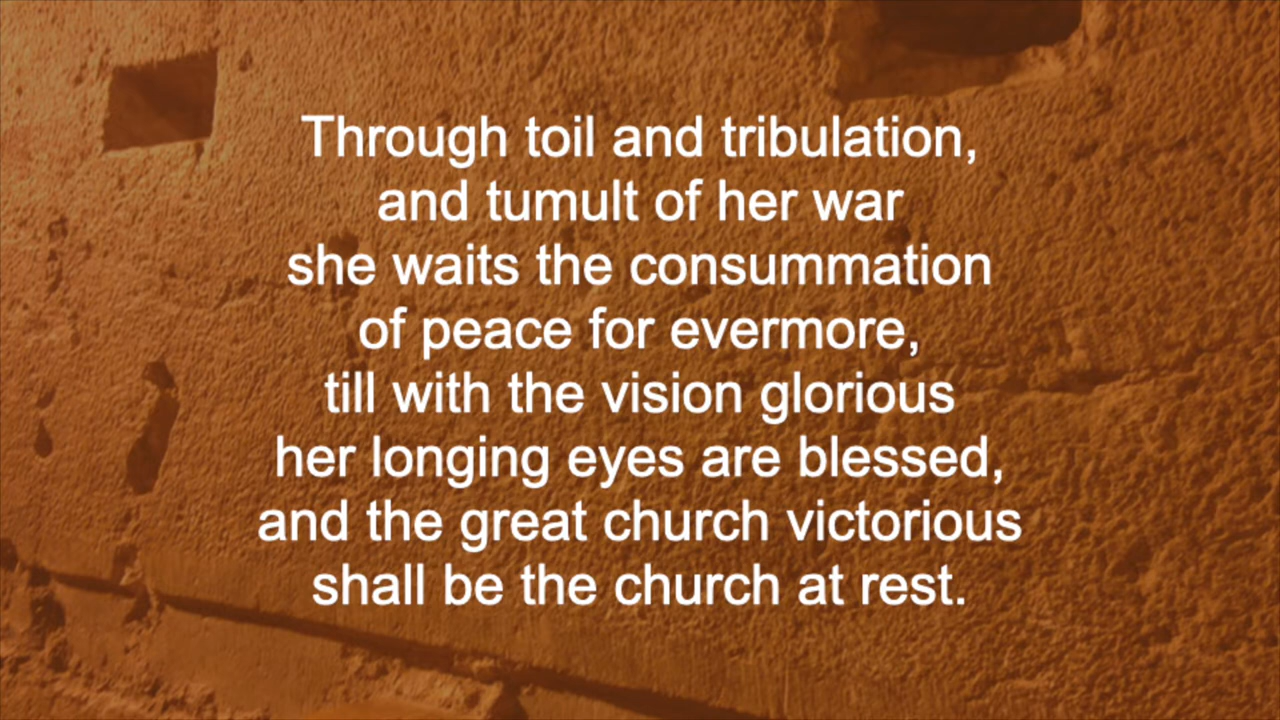 Through toil and tribulation,
and tumult of her war
she waits the consummation
of peace for evermore,
till with the vision glorious
her longing eyes are blessed,
and the great church victorious
shall be the church at rest.